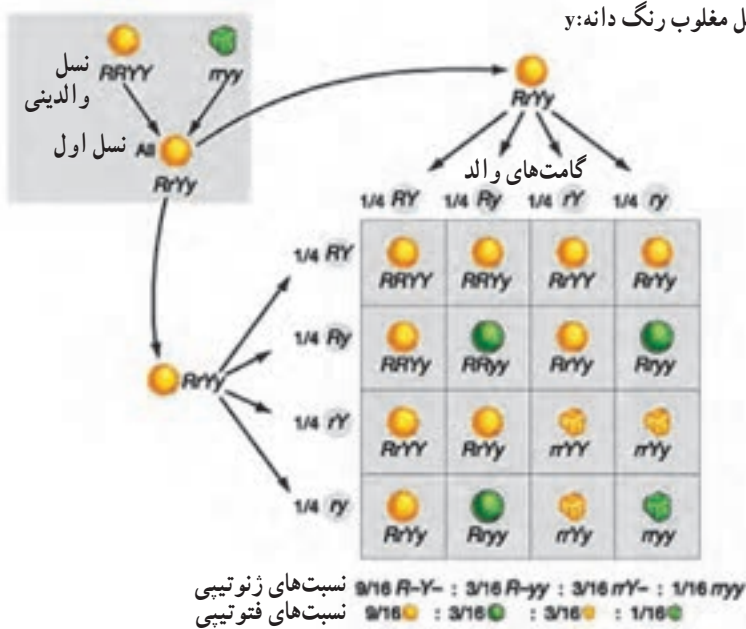 ل مغلوب رنگ دانه:y
نسل والدینی
RRYY
rryy
نسل اول
All
RrYy
RrYy
گامت‌های والد
1/4 RY 1/4 Ry 1/4 rY 1/4 ry
1/4 RY
RRYY RRYy RrYY RrYy
1/4 Ry
RRYy RRyy RrYy Rryy
RrYy
1/4 rY
RrYY RrYy rrYY rrYy
1/4 ry
RrYy Rryy rrYy rryy
نسبت‌های ژنوتیپی 9/16 R-Y- : 3/16 R-yy : 3/16 rrY- : 1/16 rryy
نسبت‌های فتوتیپی 9/16 : 3/16 : 3/16 : 1/16